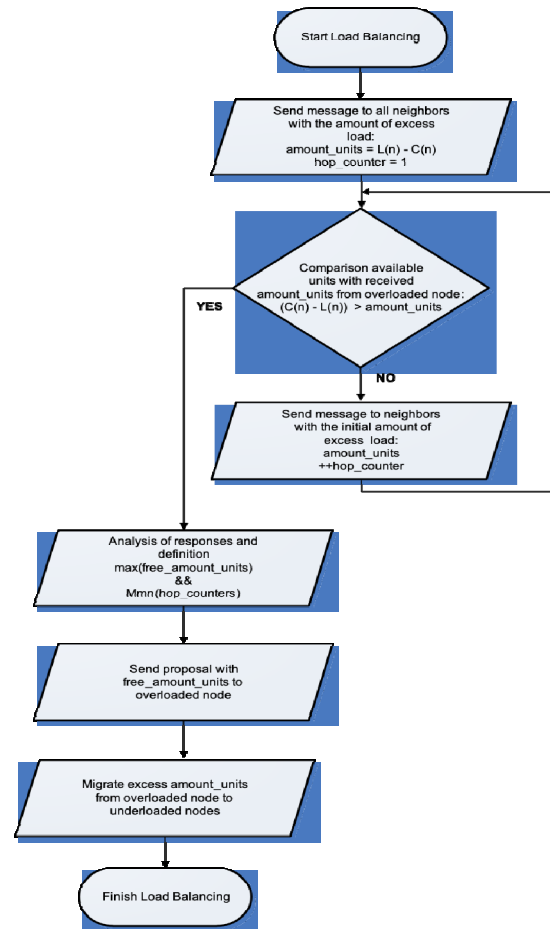 Start Load Balancing
Send message to all neighbors
with the amount of excess
load:
amount_units = L(n) - C(n)
hop_counter = 1
Comparison available
units with received
amount_units from overloaded node:
(C(n) - L(n)) > amount_units
YES
NO
Send message to neighbors
with the initial amount of
excess load:
amount_units
++hop_counter
Analysis of responses and
definition
max(free_amount_units)
&&
Mmn(hop_counters)
Send proposal with
free_amount_units to
overloaded node
Migrate excess amount_units
from overloaded node to
underloaded nodes
Finish Load Balancing